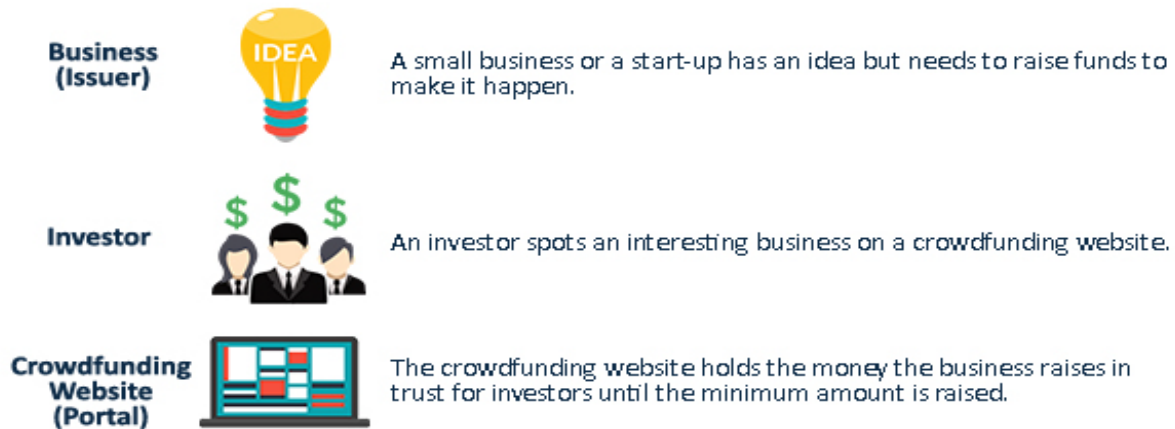 Business
(Issuer)
IDEA
A small business or a start-up has an idea but needs to raise funds to
make it happen.
$ $ $
Investor
An investor spots an interesting business on a crowdfunding website.
Crowdfunding
Website
(Portal)
The crowdfunding website holds the money the business raises in
trust for investors until the minimum amount is raised.